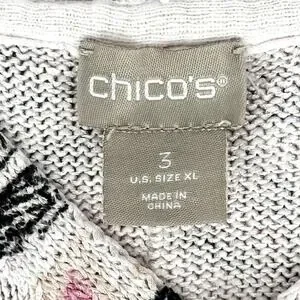 chico's®
3
U.S. SIZE XL
MADE IN
CHINA